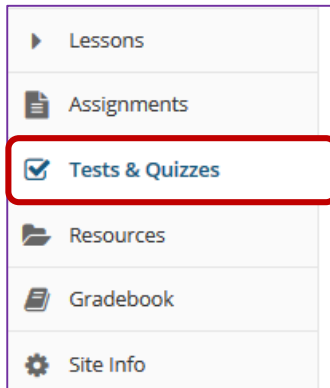 Lessons
Assignments
Tests & Quizzes
Resources
Gradebook
Site Info